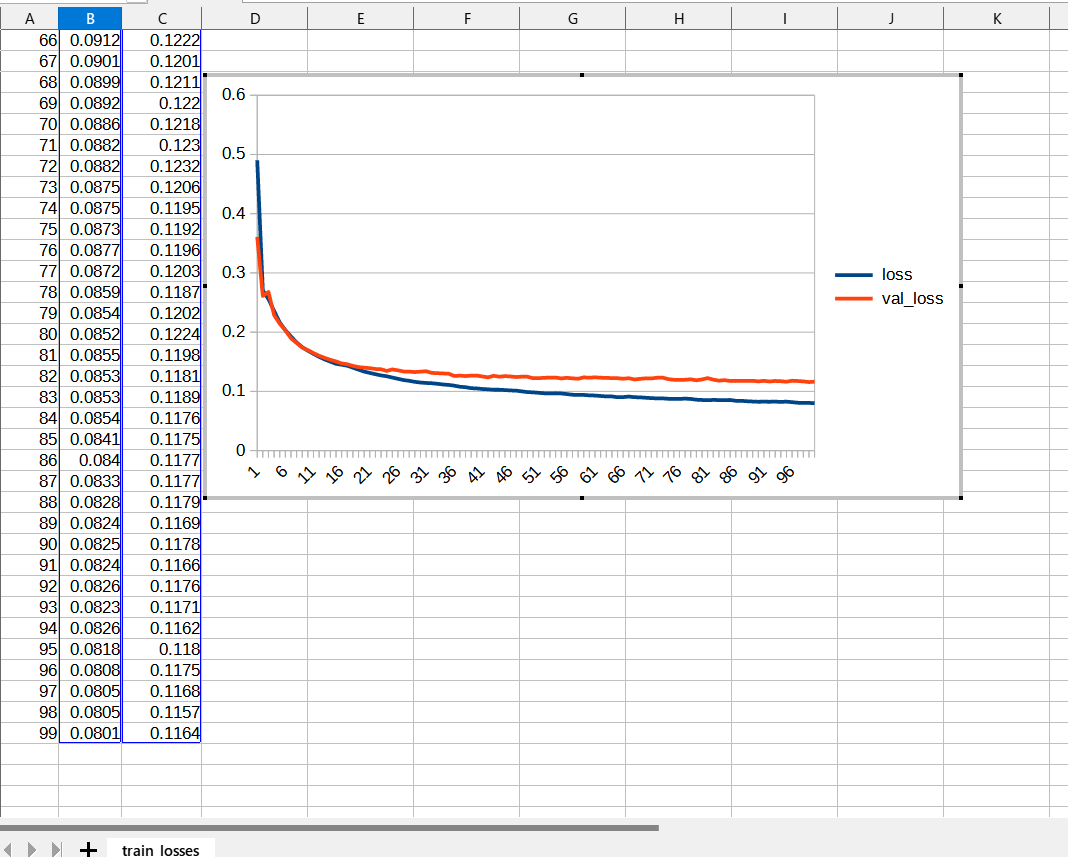 A B C D E F G H I J K
66 0.0912 0.1222
67 0.0901 0.1201
68 0.0899 0.1211
69 0.0892 0.122
70 0.0886 0.1218
71 0.0882 0.123
72 0.0882 0.1232
73 0.0875 0.1206
74 0.0875 0.1195
75 0.0873 0.1192
76 0.0877 0.1196
77 0.0872 0.1203
78 0.0859 0.1187
79 0.0854 0.1202
80 0.0852 0.1224
81 0.0855 0.1198
82 0.0853 0.1181
83 0.0853 0.1189
84 0.0854 0.1176
85 0.0841 0.1175
86 0.084 0.1177
87 0.0833 0.1177
88 0.0828 0.1179
89 0.0824 0.1169
90 0.0825 0.1178
91 0.0824 0.1166
92 0.0826 0.1176
93 0.0823 0.1171
94 0.0826 0.1162
95 0.0818 0.118
96 0.0808 0.1175
97 0.0805 0.1168
98 0.0805 0.1157
99 0.0801 0.1164
0.6
0.5
0.4
0.3
0.2
0.1
0
1 6 11 16 21 26 31 36 41 46 51 56 61 66 71 76 81 86 91 96
loss
val_loss
train_losses